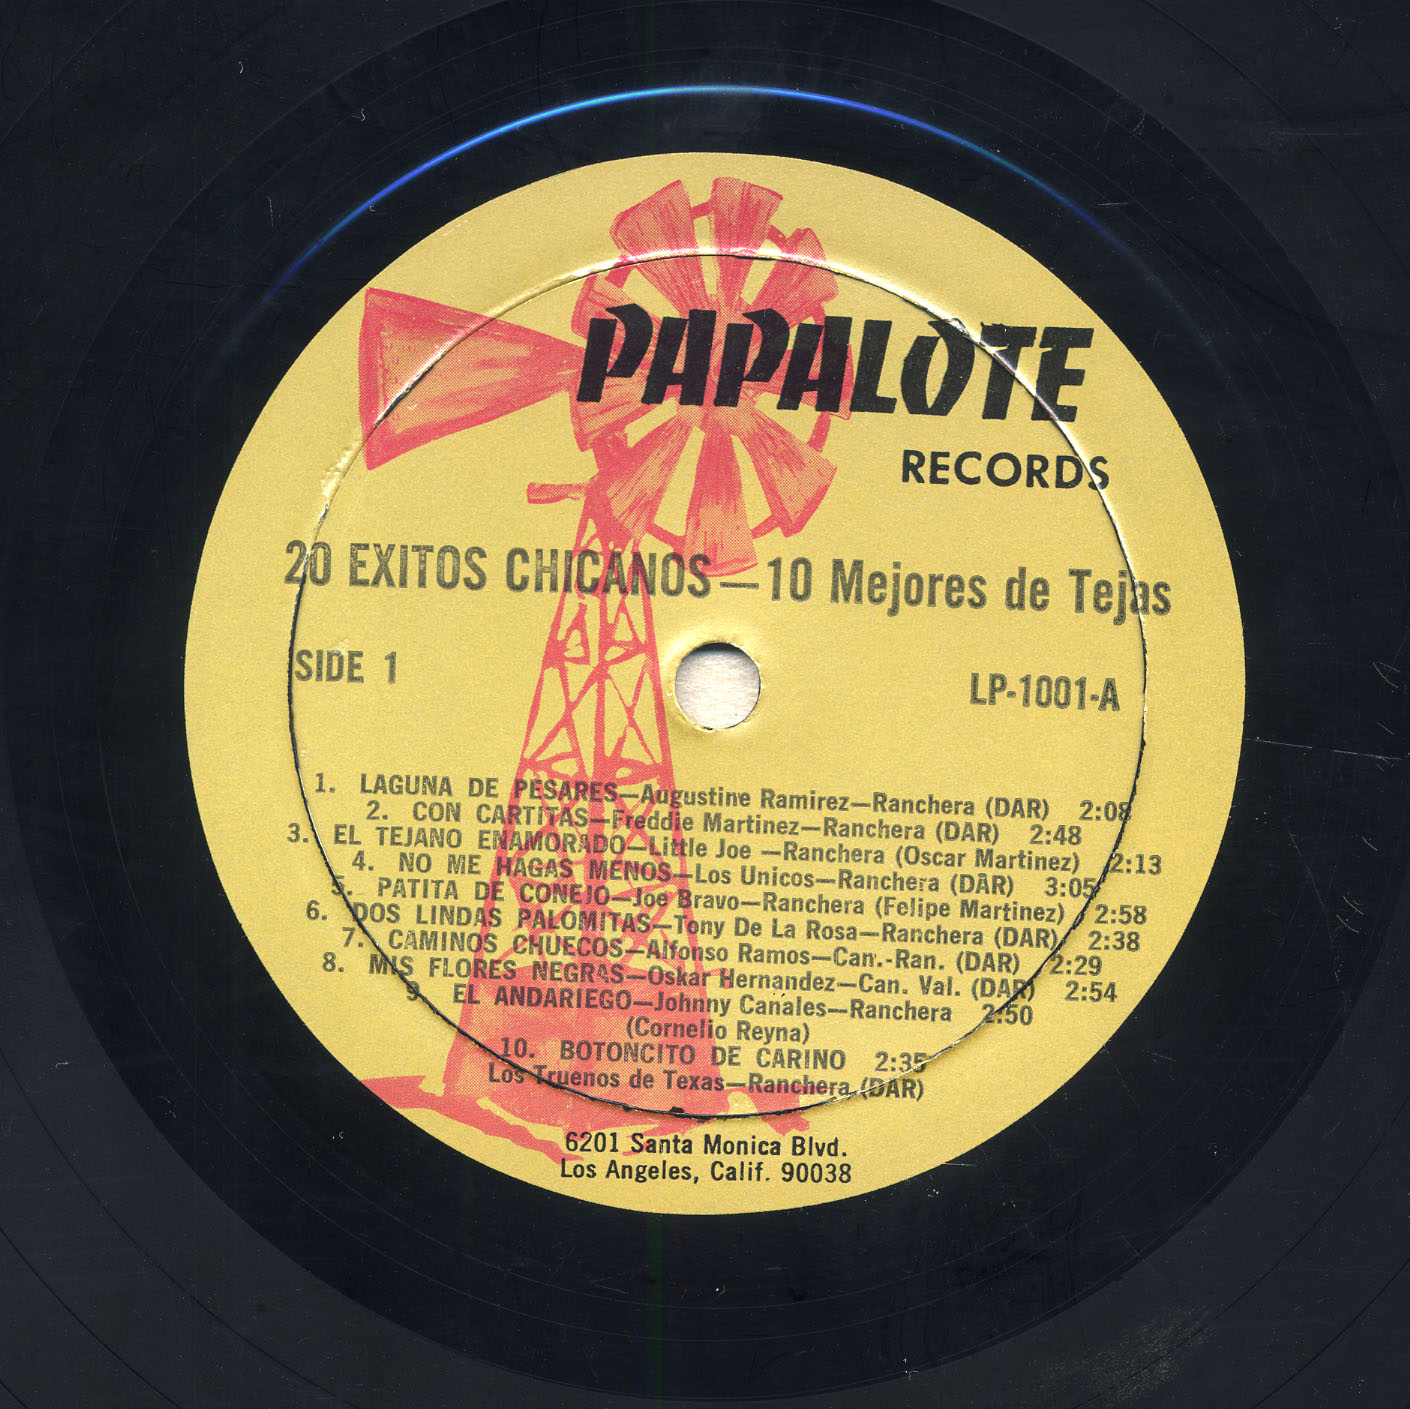 PAPALOTE
RECORDS
20 EXITOS CHICANOS—10 Mejores de Tejas
SIDE 1
LP-1001-A
1. LAGUNA DE PESARES—Augustine Ramirez—Ranchera (DAR) 2:08
2. CON CARTITAS—Freddie Martinez—Ranchera (DAR) 2:48
3. EL TEJANO ENAMORADO—Little Joe —Ranchera (Oscar Martinez) 2:13
4. NO ME HAGAS MENOS—Los Unicos—Ranchera (DAR) 3:05
5. PATITA DE CONEJO—Joe Bravo—Ranchera (Felipe Martinez) 2:58
6. DOS LINDAS PALOMITAS—Tony De La Rosa—Ranchera (DAR) 2:38
7. CAMINOS CHUECOS—Alfonso Ramos—Can.-Ran. (DAR) 2:29
8. MIS FLORES NEGRAS—Oskar Hernandez—Can. Val. (DAR) 2:54
9. EL ANDARIEGO—Johnny Canales—Ranchera 2:50
(Cornelio Reyna)
10. BOTONCITO DE CARINO 2:35
Los Truenos de Texas—Ranchera (DAR)
6201 Santa Monica Blvd.
Los Angeles, Calif. 90038